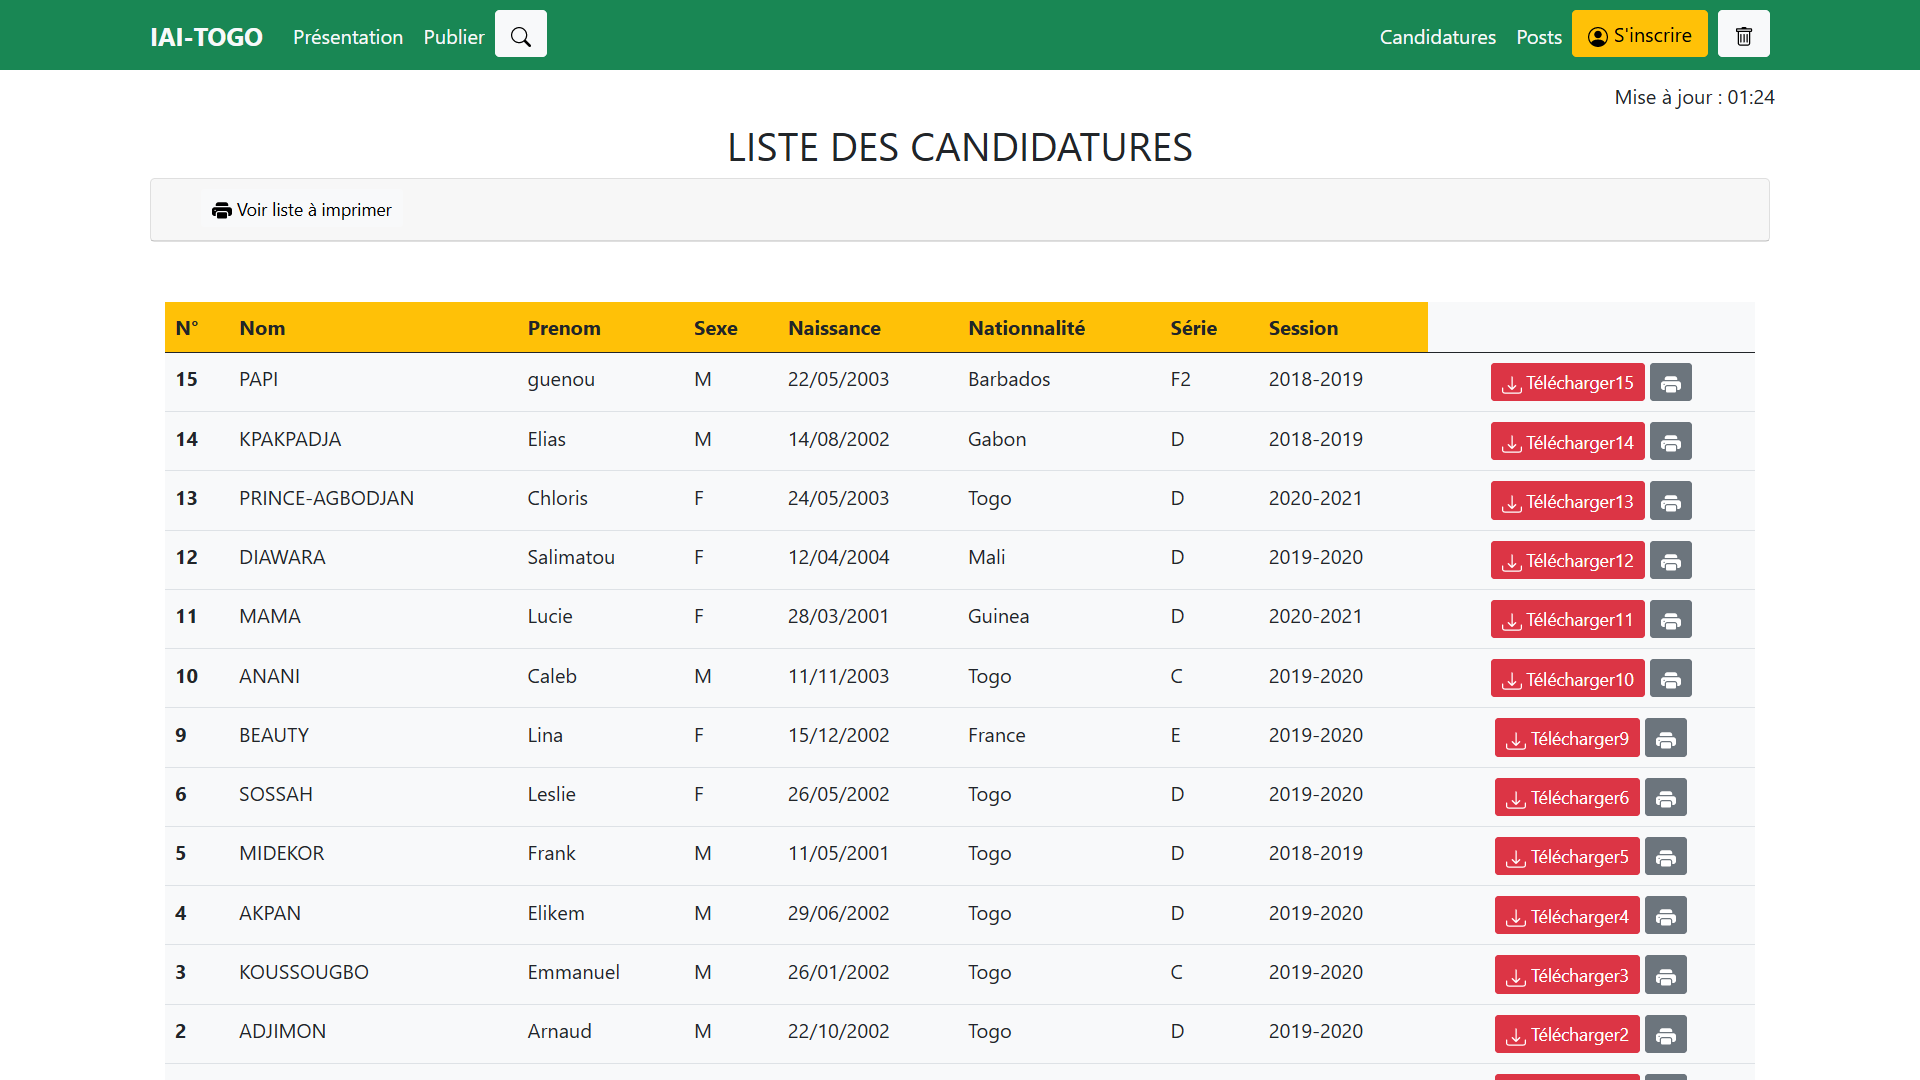 IAI-TOGO Présentation Publier Candidatures Posts S'inscrire
Mise à jour : 01:24
LISTE DES CANDIDATURES
Voir liste à imprimer
N° Nom Prenom Sexe Naissance Nationnalité Série Session
15 PAPI guenou M 22/05/2003 Barbados F2 2018-2019 Télécharger15
14 KPAKPADJA Elias M 14/08/2002 Gabon D 2018-2019 Télécharger14
13 PRINCE-AGBODJAN Chloris F 24/05/2003 Togo D 2020-2021 Télécharger13
12 DIAWARA Salimatou F 12/04/2004 Mali D 2019-2020 Télécharger12
11 MAMA Lucie F 28/03/2001 Guinea D 2020-2021 Télécharger11
10 ANANI Caleb M 11/11/2003 Togo C 2019-2020 Télécharger10
9 BEAUTY Lina F 15/12/2002 France E 2019-2020 Télécharger9
6 SOSSAH Leslie F 26/05/2002 Togo D 2019-2020 Télécharger6
5 MIDEKOR Frank M 11/05/2001 Togo D 2018-2019 Télécharger5
4 AKPAN Elikem M 29/06/2002 Togo D 2019-2020 Télécharger4
3 KOUSSOUGBO Emmanuel M 26/01/2002 Togo C 2019-2020 Télécharger3
2 ADJIMON Arnaud M 22/10/2002 Togo D 2019-2020 Télécharger2